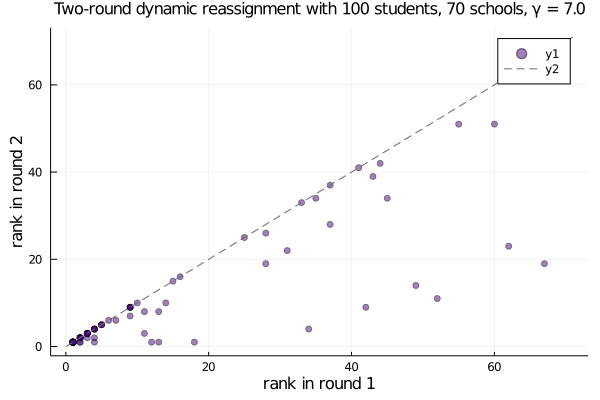 Two-round dynamic reassignment with 100 students, 70 schools, γ = 7.0
y1
y2
60
40
20
0
rank in round 2
0
20
40
60
rank in round 1